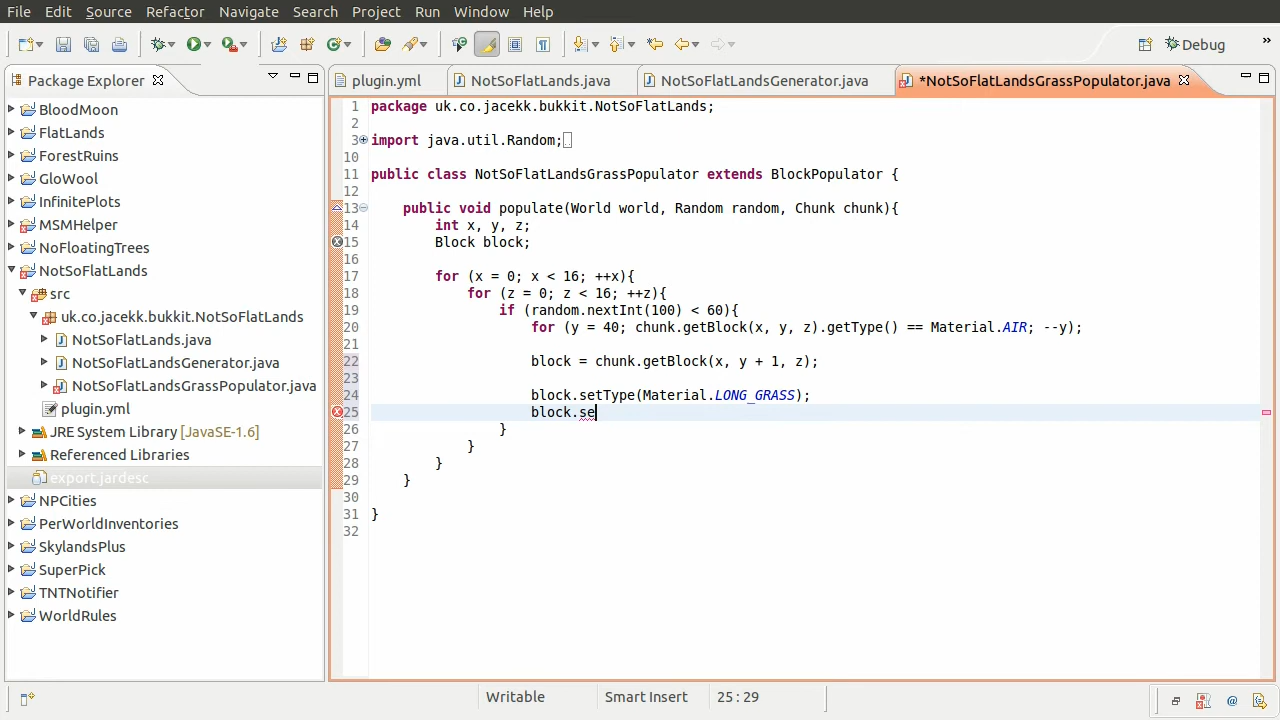 File Edit Source Refactor Navigate Search Project Run Window Help
Debug
Package Explorer
plugin.yml NotSoFlatLands.java NotSoFlatLandsGenerator.java *NotSoFlatLandsGrassPopulator.java
BloodMoon
FlatLands
ForestRuins
GloWool
InfinitePlots
MSMHelper
NoFloatingTrees
NotSoFlatLands
src
uk.co.jacekk.bukkit.NotSoFlatLands
NotSoFlatLands.java
NotSoFlatLandsGenerator.java
NotSoFlatLandsGrassPopulator.java
plugin.yml
JRE System Library [JavaSE-1.6]
Referenced Libraries
export.jardesc
NPCities
PerWorldInventories
SkylandsPlus
SuperPick
TNTNotifier
WorldRules
1 package uk.co.jacekk.bukkit.NotSoFlatLands;
2
3 import java.util.Random;
10
11 public class NotSoFlatLandsGrassPopulator extends BlockPopulator {
12
13 public void populate(World world, Random random, Chunk chunk){
14 int x, y, z;
15 Block block;
16
17 for (x = 0; x < 16; ++x){
18 for (z = 0; z < 16; ++z){
19 if (random.nextInt(100) < 60){
20 for (y = 40; chunk.getBlock(x, y, z).getType() == Material.AIR; --y);
21
22 block = chunk.getBlock(x, y + 1, z);
23
24 block.setType(Material.LONG_GRASS);
25 block.se
26 }
27 }
28 }
29 }
30
31 }
32
Writable Smart Insert 25 : 29